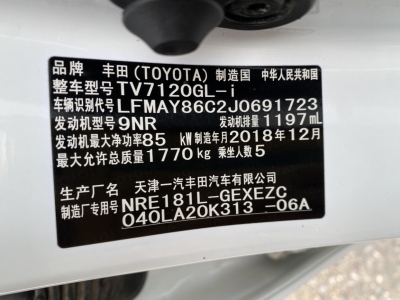 品牌 丰田(TOYOTA) 制造国 中华人民共和国
整车型号 TV7120GL-i
车辆识别代号 LFMAY86C2J0691723
发动机型号 9NR 发动机排量 1197mL
发动机最大净功率 85 kW 制造年月 2018年12月
最大允许总质量 1770kg 乘坐人数 5
生产厂名 天津一汽丰田汽车有限公司
制造厂专用号 NRE181L-GEXEZC
040LA20K313 -06A